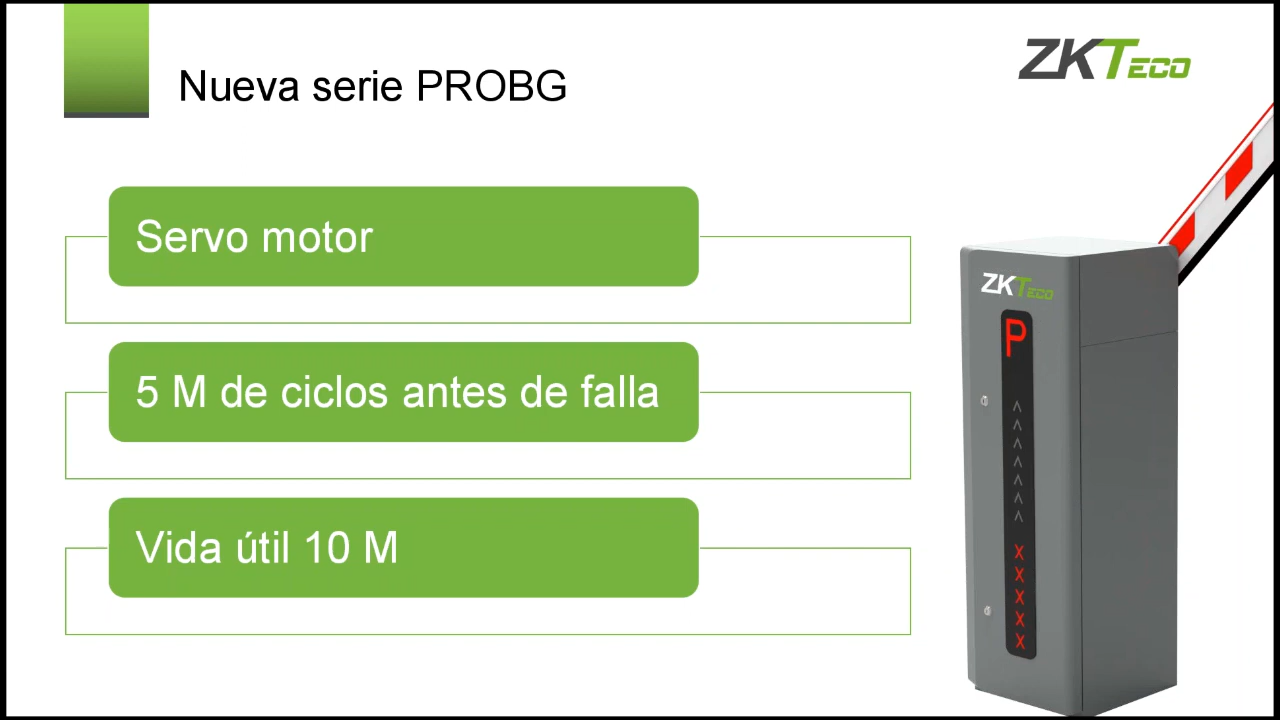 Nueva serie PROBG
ZKTECO
Servo motor
5 M de ciclos antes de falla
Vida útil 10 M
ZKTECO
P
X
X
X
X
X